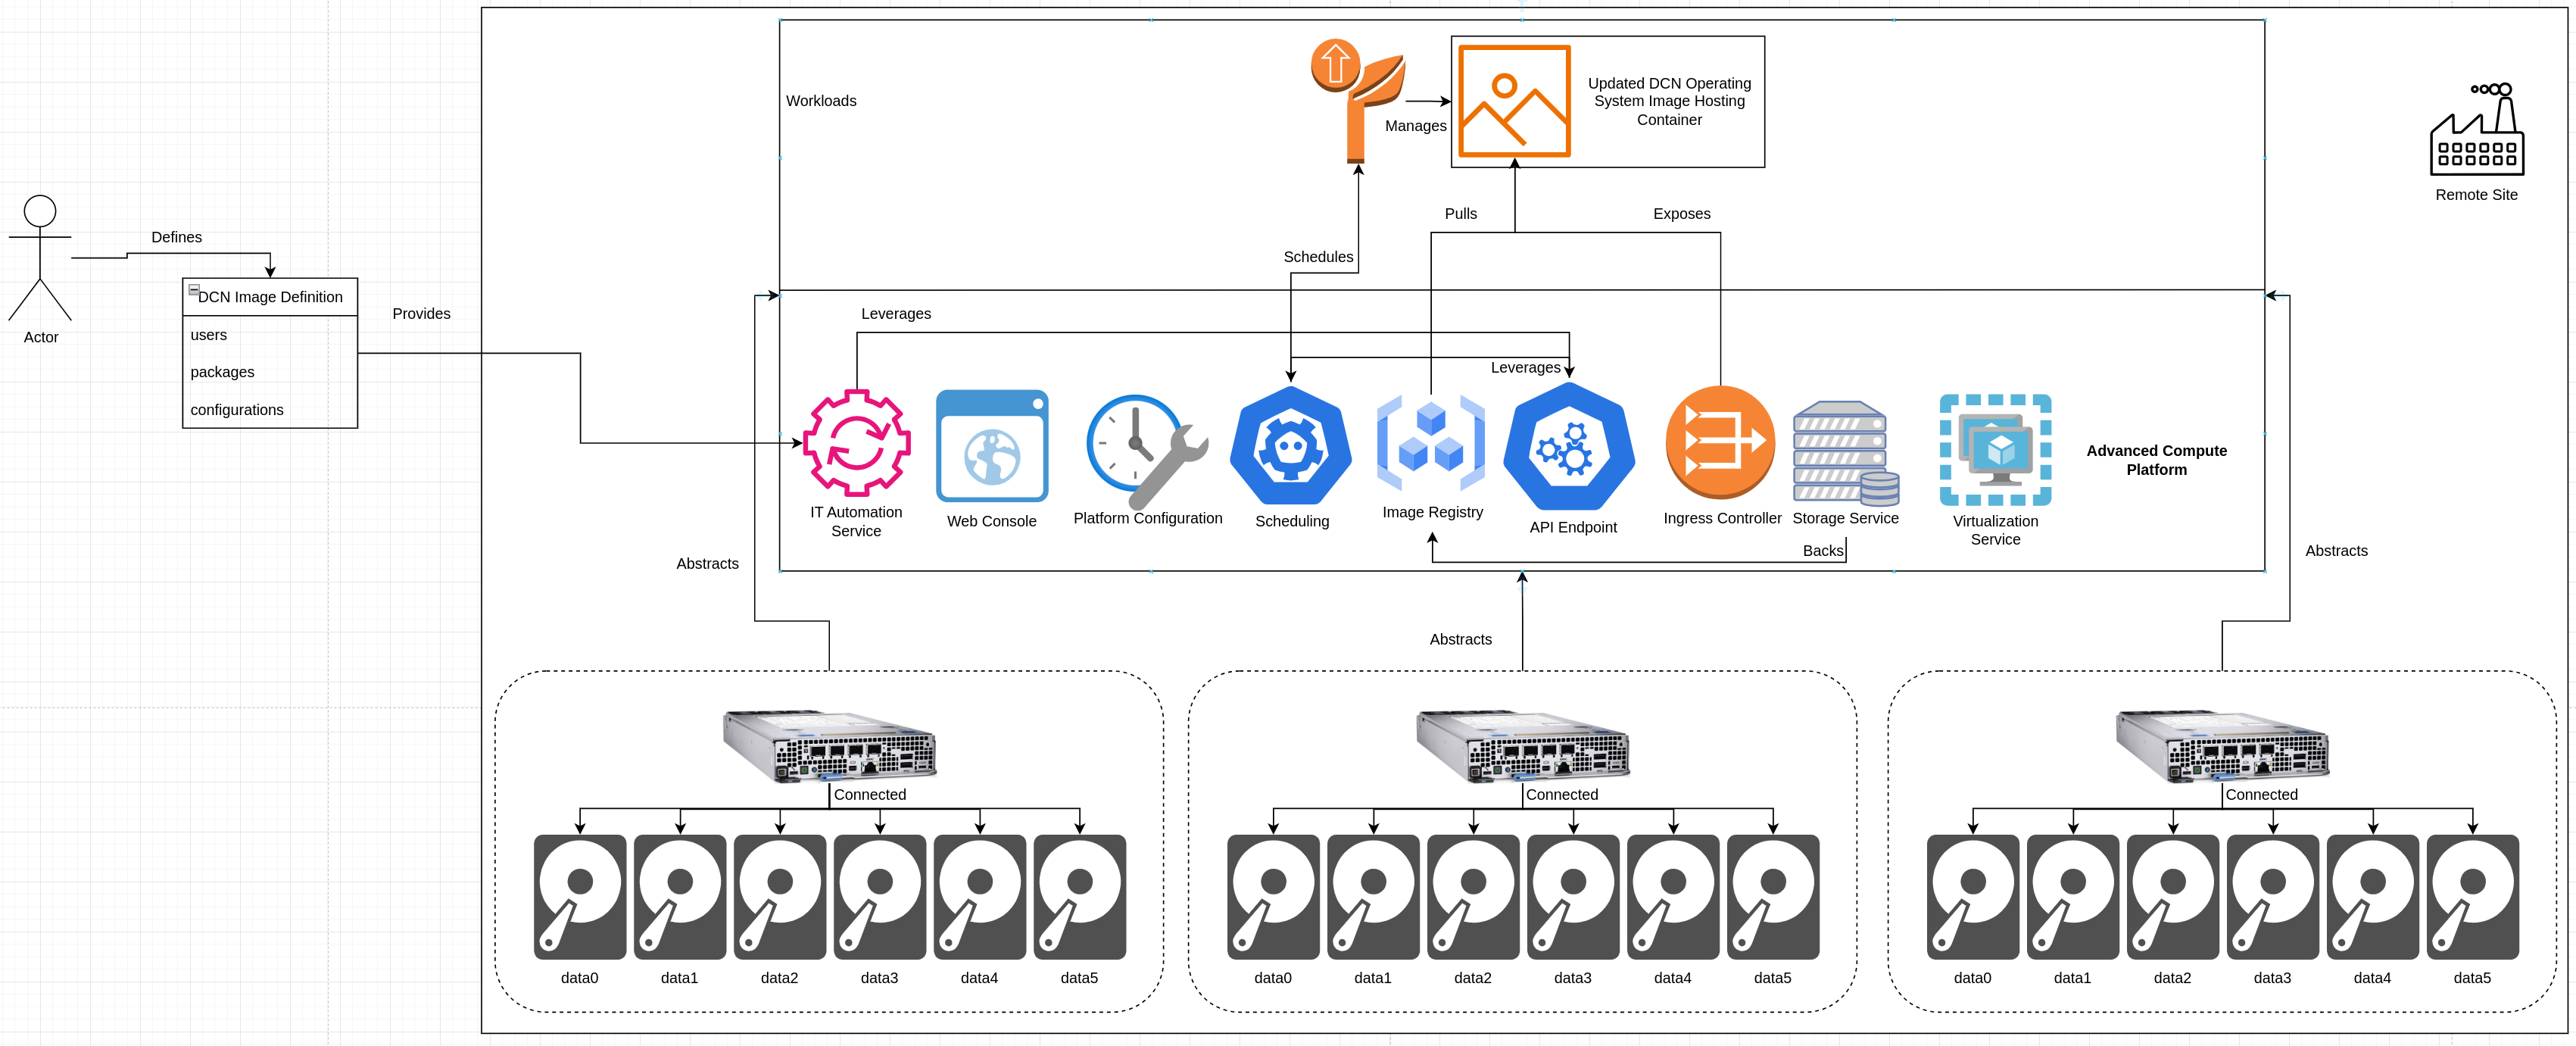 Workloads
Updated DCN Operating
System Image Hosting
Container
Manages
Remote Site
Pulls
Exposes
Defines
Schedules
DCN Image Definition
users
packages
configurations
Actor
Provides
Leverages
Leverages
Advanced Compute
Platform
IT Automation
Service
Web Console
Platform Configuration
Scheduling
Image Registry
API Endpoint
Ingress Controller
Storage Service
Virtualization
Service
Backs
Abstracts
Abstracts
Abstracts
Connected
Connected
Connected
data0
data1
data2
data3
data4
data5
data0
data1
data2
data3
data4
data5
data0
data1
data2
data3
data4
data5